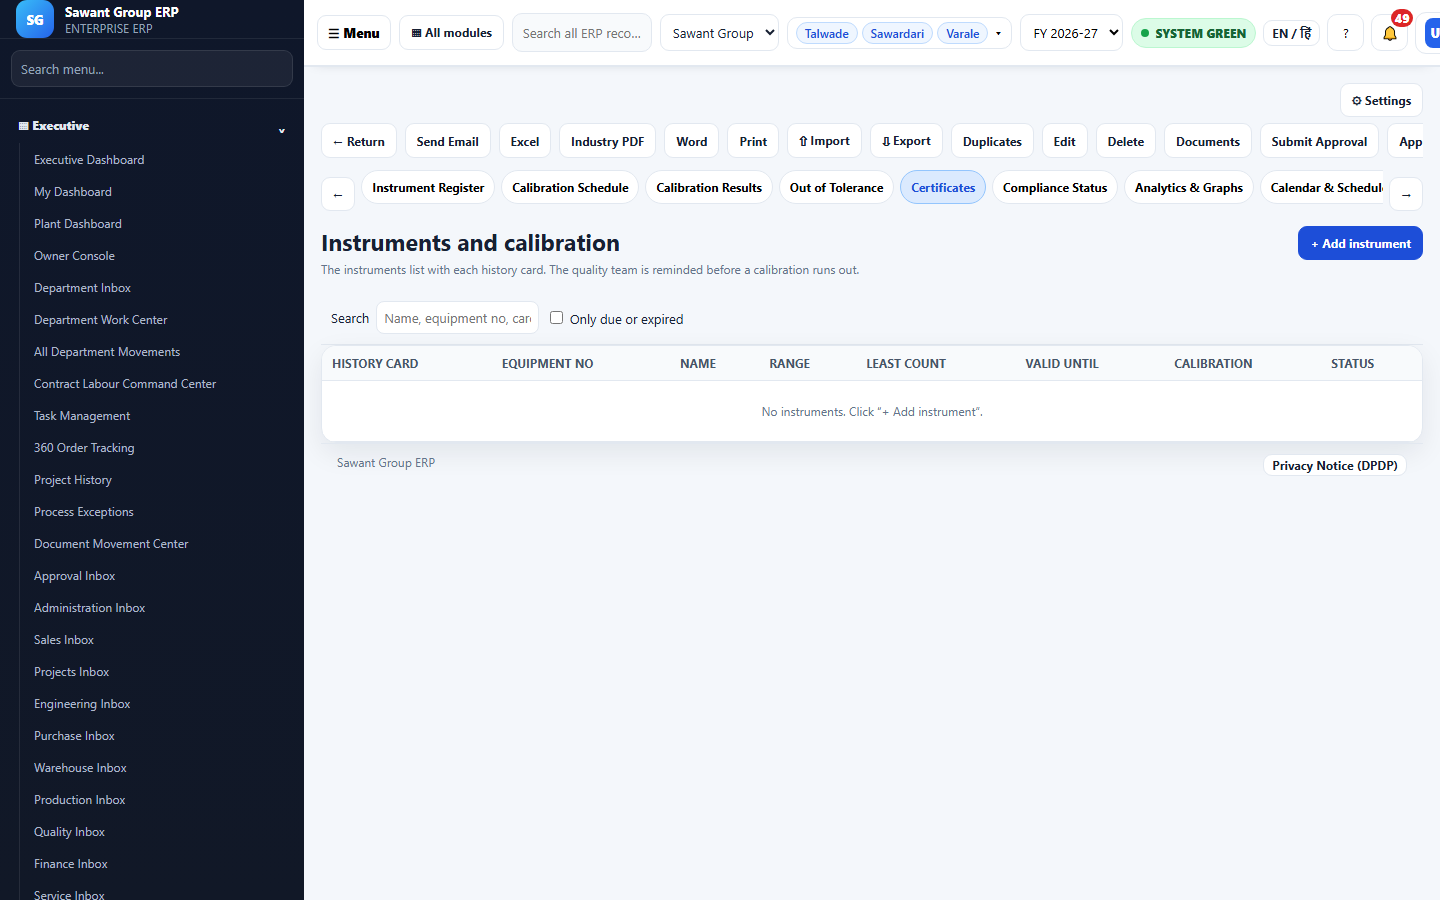 SG
Sawant Group ERP
ENTERPRISE ERP
Search menu...
Executive
Executive Dashboard
My Dashboard
Plant Dashboard
Owner Console
Department Inbox
Department Work Center
All Department Movements
Contract Labour Command Center
Task Management
360 Order Tracking
Project History
Process Exceptions
Document Movement Center
Approval Inbox
Administration Inbox
Sales Inbox
Projects Inbox
Engineering Inbox
Purchase Inbox
Warehouse Inbox
Production Inbox
Quality Inbox
Finance Inbox
Service Inbox
☰ Menu
All modules
Search all ERP reco...
Sawant Group
Talwade Sawardari Varale
FY 2026-27
SYSTEM GREEN
EN / हिं
?
49
U
⚙ Settings
← Return
Send Email
Excel
Industry PDF
Word
Print
⇧ Import
⇩ Export
Duplicates
Edit
Delete
Documents
Submit Approval
App
←
Instrument Register
Calibration Schedule
Calibration Results
Out of Tolerance
Certificates
Compliance Status
Analytics & Graphs
Calendar & Schedul
→
Instruments and calibration
+ Add instrument
The instruments list with each history card. The quality team is reminded before a calibration runs out.
Search
Name, equipment no, car
Only due or expired
HISTORY CARD EQUIPMENT NO NAME RANGE LEAST COUNT VALID UNTIL CALIBRATION STATUS
No instruments. Click “+ Add instrument”.
Sawant Group ERP
Privacy Notice (DPDP)